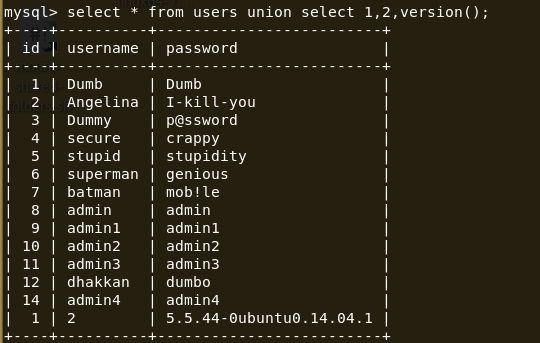 mysql> select * from users union select 1,2,version();
+----+----------+-------------------------+
| id | username | password                |
+----+----------+-------------------------+
|  1 | Dumb     | Dumb                    |
|  2 | Angelina | I-kill-you              |
|  3 | Dummy    | p@ssword                |
|  4 | secure   | crappy                  |
|  5 | stupid   | stupidity               |
|  6 | superman | genious                 |
|  7 | batman   | mob!le                  |
|  8 | admin    | admin                   |
|  9 | admin1   | admin1                  |
| 10 | admin2   | admin2                  |
| 11 | admin3   | admin3                  |
| 12 | dhakkan  | dumbo                   |
| 14 | admin4   | admin4                  |
|  1 | 2        | 5.5.44-0ubuntu0.14.04.1 |
+----+----------+-------------------------+